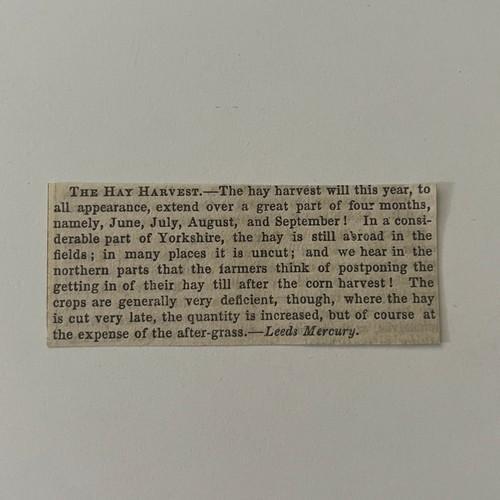 THE HAY HARVEST.—The hay harvest will this year, to
all appearance, extend over a great part of four months,
namely, June, July, August, and September! In a consi-
derable part of Yorkshire, the hay is still abroad in the
fields; in many places it is uncut; and we hear in the
northern parts that the farmers think of postponing the
getting in of their hay till after the corn harvest! The
crops are generally very deficient, though, where the hay
is cut very late, the quantity is increased, but of course at
the expense of the after-grass.—Leeds Mercury.